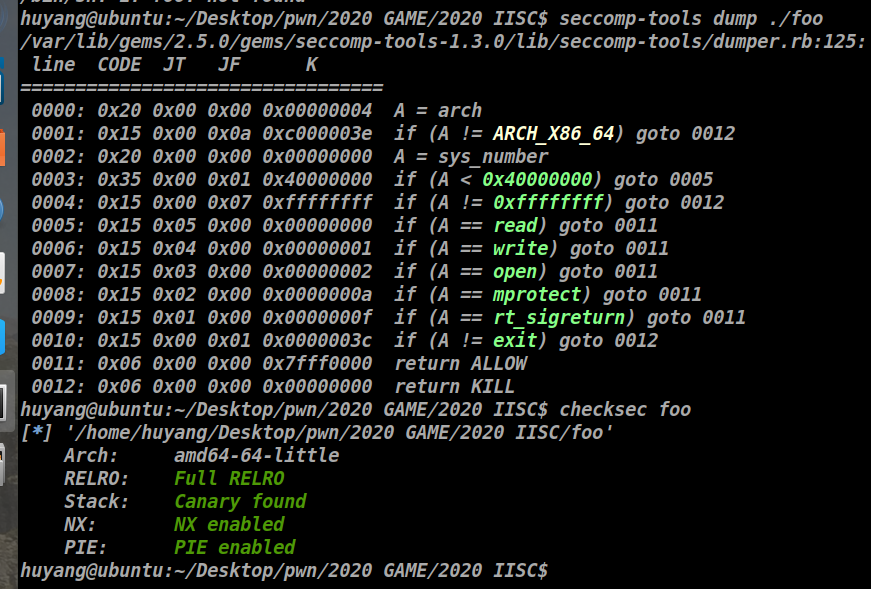 huyang@ubuntu:~/Desktop/pwn/2020 GAME/2020 IISC$ seccomp-tools dump ./foo
/var/lib/gems/2.5.0/gems/seccomp-tools-1.3.0/lib/seccomp-tools/dumper.rb:125:
line CODE JT JF K
=================================
0000: 0x20 0x00 0x00 0x00000004 A = arch
0001: 0x15 0x00 0x0a 0xc000003e if (A != ARCH_X86_64) goto 0012
0002: 0x20 0x00 0x00 0x00000000 A = sys_number
0003: 0x35 0x00 0x01 0x40000000 if (A < 0x40000000) goto 0005
0004: 0x15 0x00 0x07 0xffffffff if (A != 0xffffffff) goto 0012
0005: 0x15 0x05 0x00 0x00000000 if (A == read) goto 0011
0006: 0x15 0x04 0x00 0x00000001 if (A == write) goto 0011
0007: 0x15 0x03 0x00 0x00000002 if (A == open) goto 0011
0008: 0x15 0x02 0x00 0x0000000a if (A == mprotect) goto 0011
0009: 0x15 0x01 0x00 0x0000000f if (A == rt_sigreturn) goto 0011
0010: 0x15 0x00 0x01 0x0000003c if (A != exit) goto 0012
0011: 0x06 0x00 0x00 0x7fff0000 return ALLOW
0012: 0x06 0x00 0x00 0x00000000 return KILL
huyang@ubuntu:~/Desktop/pwn/2020 GAME/2020 IISC$ checksec foo
[*] '/home/huyang/Desktop/pwn/2020 GAME/2020 IISC/foo'
Arch: amd64-64-little
RELRO: Full RELRO
Stack: Canary found
NX: NX enabled
PIE: PIE enabled
huyang@ubuntu:~/Desktop/pwn/2020 GAME/2020 IISC$